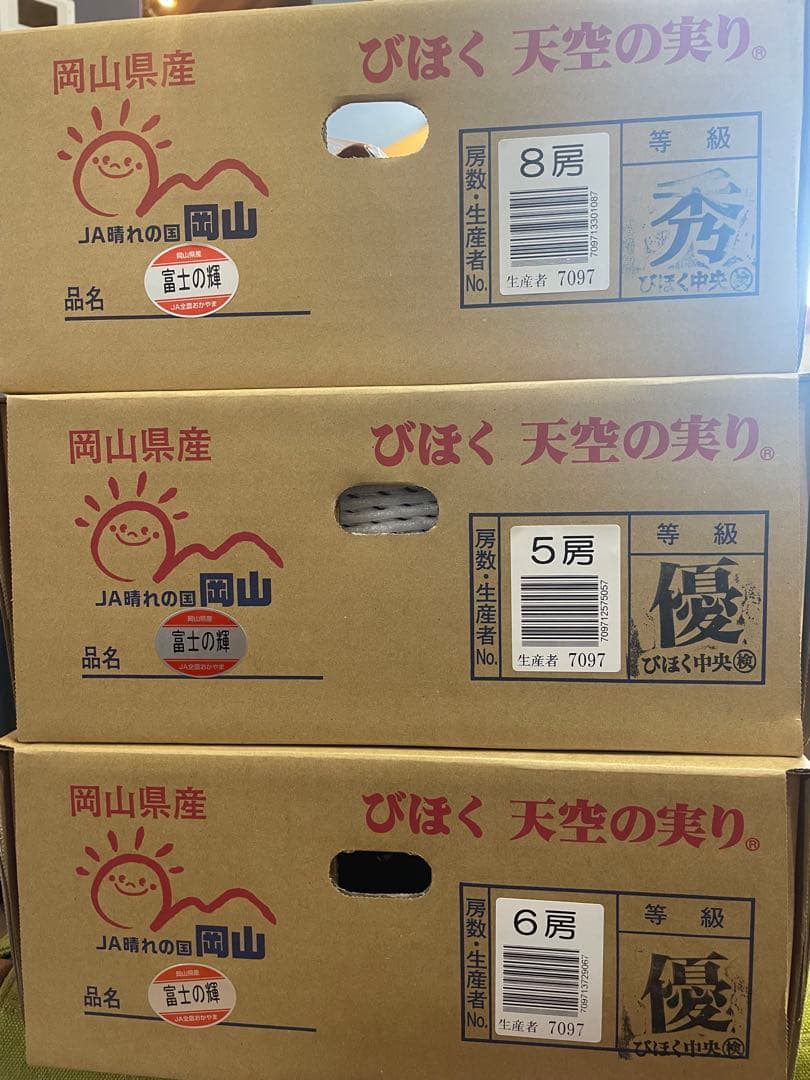 岡山県産
びほく 天空の実り®
JA晴れの国 岡山
品名
岡山県産
富士の輝
JA全農おかやま
房数・生産者No.
8房
709713301087
生産者 7097
等級
秀
びほく中央 検
岡山県産
びほく 天空の実り®
JA晴れの国 岡山
品名
岡山県産
富士の輝
JA全農おかやま
房数・生産者No.
5房
709712575057
生産者 7097
等級
優
びほく中央 検
岡山県産
びほく 天空の実り®
JA晴れの国 岡山
品名
岡山県産
富士の輝
JA全農おかやま
房数・生産者No.
6房
709713729067
生産者 7097
等級
優
びほく中央 検